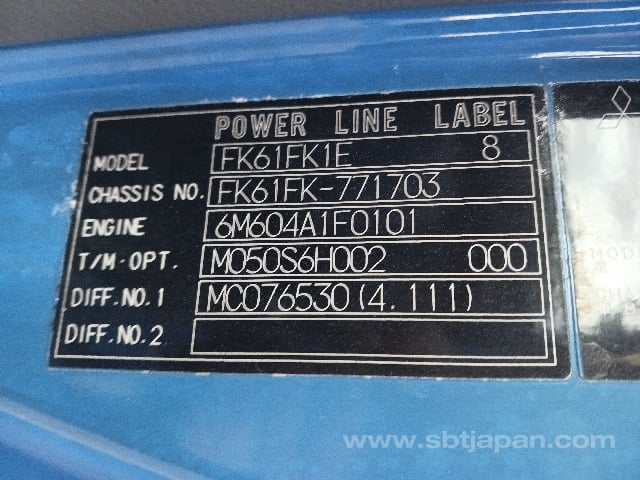 POWER LINE LABEL
MODEL FK61FK1E 8
CHASSIS NO. FK61FK-771703
ENGINE 6M604A1F0101
T/M-OPT. M050S6H002 000
DIFF.NO.1 MC076530(4.111)
DIFF.NO.2
www.sbtjapan.com